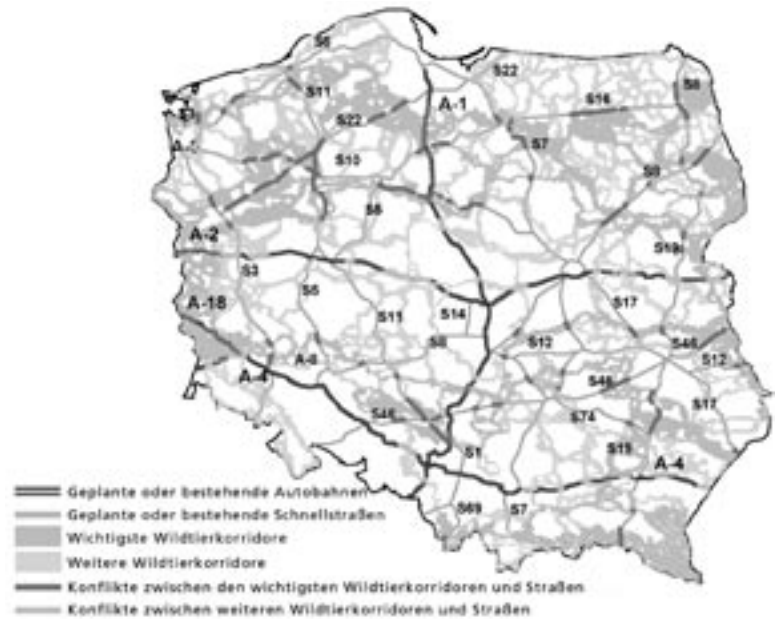 S6
S22
S8
S11
A-1
S16
S22
S7
S10
S8
A-2
S19
S3
S5
S17
A-18
S11
S14
S8
S12
S46
S12
A-4
S46
S74
S17
S1
S19
A-4
S69
S7
Geplante oder bestehende Autobahnen
Geplante oder bestehende Schnellstraßen
Wichtigste Wildtierkorridore
Weitere Wildtierkorridore
Konflikte zwischen den wichtigsten Wildtierkorridoren und Straßen
Konflikte zwischen weiteren Wildtierkorridoren und Straßen